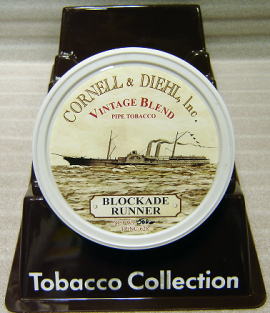 CORNELL & DIEHL, Inc.
VINTAGE BLEND
PIPE TOBACCO
BLOCKADE
RUNNER
Tobacco Collection